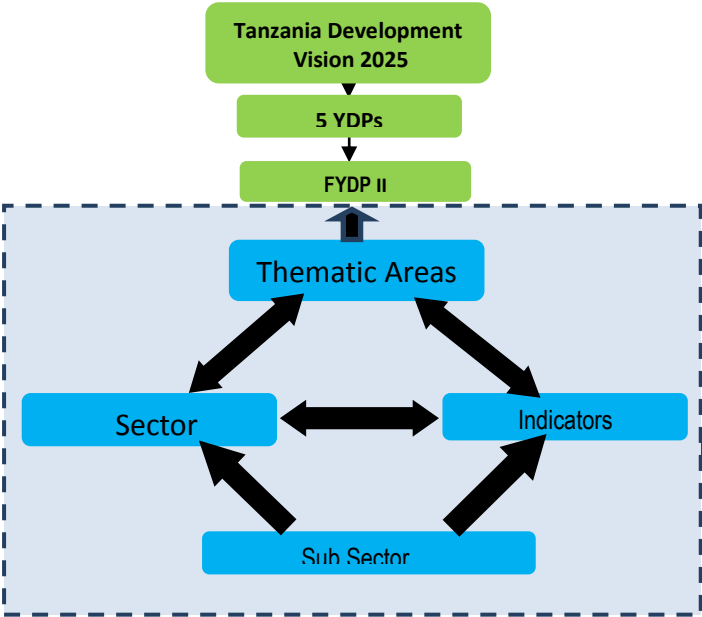 Tanzania Development
Vision 2025
5 YDPs
FYDP II
Thematic Areas
Sector
Indicators
Sub Sector